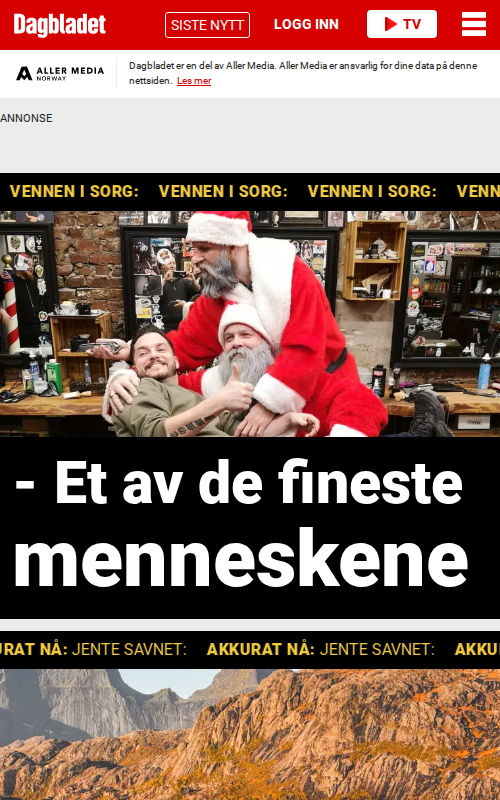 Dagbladet
SISTE NYTT
LOGG INN
TV
ALLER MEDIA
NORWAY
Dagbladet er en del av Aller Media. Aller Media er ansvarlig for dine data på denne
nettsiden. Les mer
ANNONSE
VENNEN I SORG: VENNEN I SORG: VENNEN I SORG: VENN
- Et av de fineste
menneskene
URAT NÅ: JENTE SAVNET: AKKURAT NÅ: JENTE SAVNET: AKKU